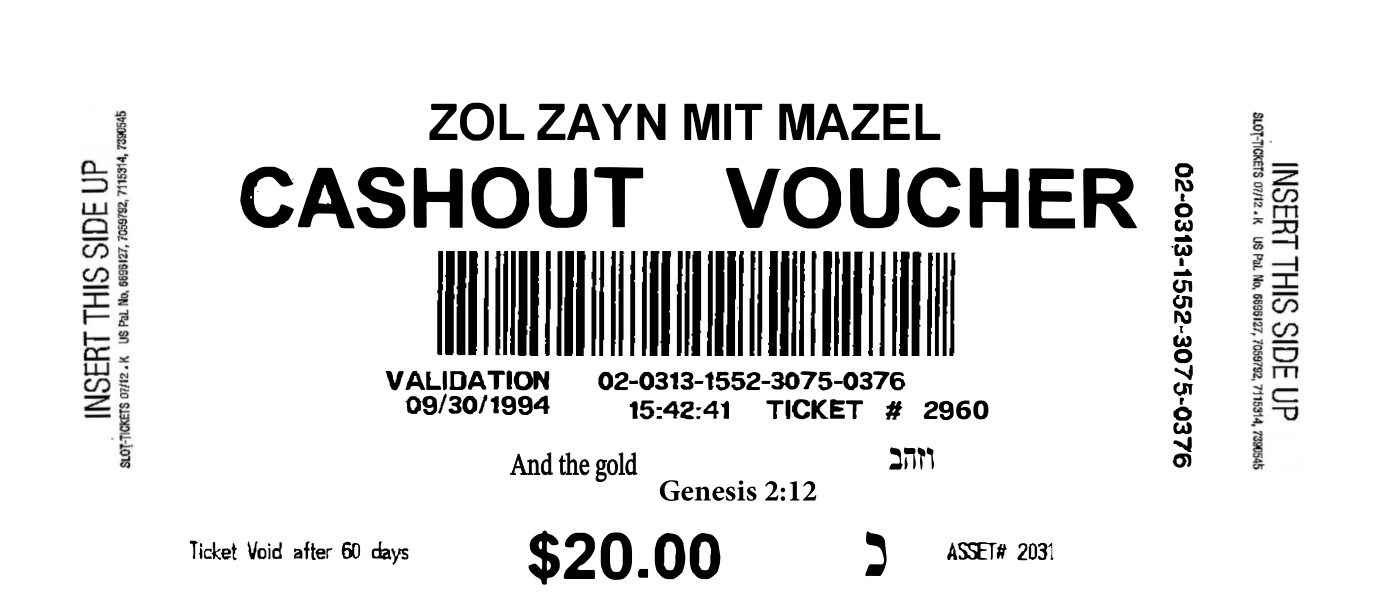 ZOL ZAYN MIT MAZEL
CASHOUT VOUCHER
INSERT THIS SIDE UP
SLOT-TICKETS 07/12 - K US Pat. No. 6696127, 7059792, 7115314, 7390545
VALIDATION 02-0313-1552-3075-0376
09/30/1994 15:42:41 TICKET # 2960
And the gold וזהב
Genesis 2:12
Ticket Void after 60 days $20.00 כ ASSET# 2031
02-0313-1552-3075-0376
SLOT-TICKETS 07/12 - K US Pat. No. 6696127, 7059792, 7115314, 7390545
INSERT THIS SIDE UP